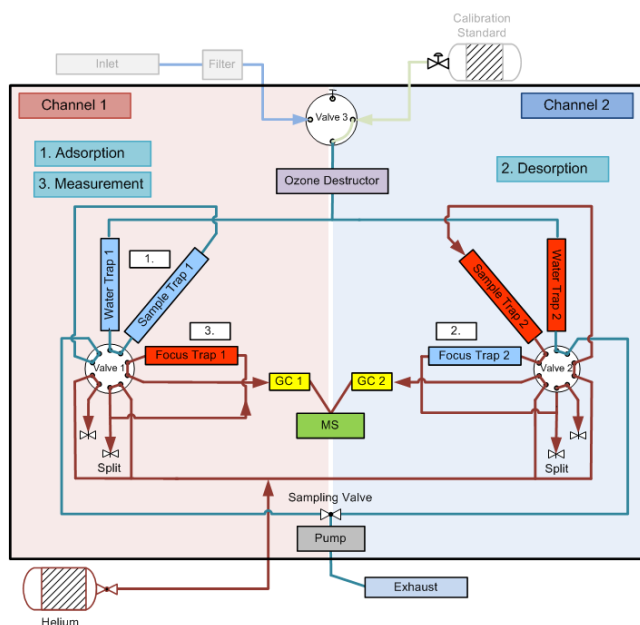 Calibration
Standard
Inlet
Filter
Channel 1
Valve 3
Channel 2
1. Adsorption
3. Measurement
Ozone Destructor
2. Desorption
Water Trap 1
1.
Sample Trap 1
Sample Trap 2
Water Trap 2
3.
2.
Focus Trap 1
Focus Trap 2
Valve 1
Valve 2
GC 1
GC 2
MS
Split
Split
Sampling Valve
Pump
Exhaust
Helium